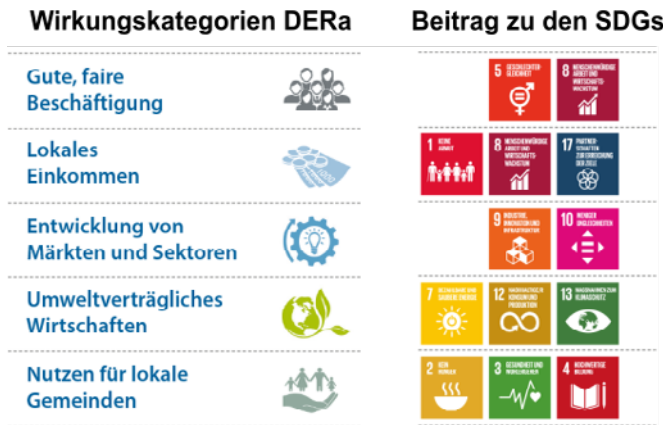 Wirkungskategorien DERa
Beitrag zu den SDGs
Gute, faire
Beschäftigung
5 GESCHLECHTER-
GLEICHHEIT
8 MENSCHENWÜRDIGE
ARBEIT UND
WIRTSCHAFTS-
WACHSTUM
Lokales
Einkommen
1000
1 KEINE
ARMUT
8 MENSCHENWÜRDIGE
ARBEIT UND
WIRTSCHAFTS-
WACHSTUM
17 PARTNER-
SCHAFTEN
ZUR ERREICHUNG
DER ZIELE
Entwicklung von
Märkten und Sektoren
9 INDUSTRIE,
INNOVATION UND
INFRASTRUKTUR
10 WENIGER
UNGLEICHHEITEN
Umweltverträgliches
Wirtschaften
7 BEZAHLBARE UND
SAUBERE ENERGIE
12 NACHHALTIGE/R
KONSUM UND
PRODUKTION
13 MASSNAHMEN ZUM
KLIMASCHUTZ
Nutzen für lokale
Gemeinden
2 KEIN
HUNGER
3 GESUNDHEIT UND
WOHLERGEHEN
4 HOCHWERTIGE
BILDUNG